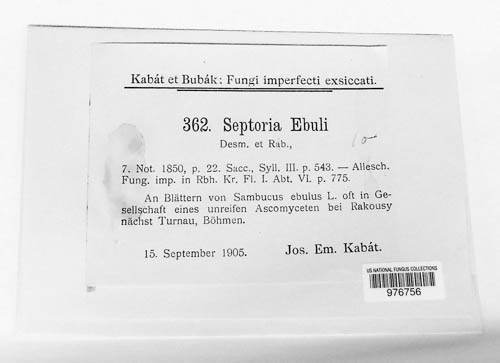 Kabát et Bubák: Fungi imperfecti exsiccati.
362. Septoria Ebuli
Desm. et Rab.,
7. Not. 1850, p. 22. Sacc., Syll. III. p. 543. — Allesch.
Fung. imp. in Rbh. Kr. Fl. I. Abt. VI. p. 775.
An Blättern von Sambucus ebulus L. oft in Ge-
sellschaft eines unreifen Ascomyceten bei Rakousy
nächst Turnau, Böhmen.
15. September 1905. Jos. Em. Kabát.
US NATIONAL FUNGUS COLLECTIONS
976756